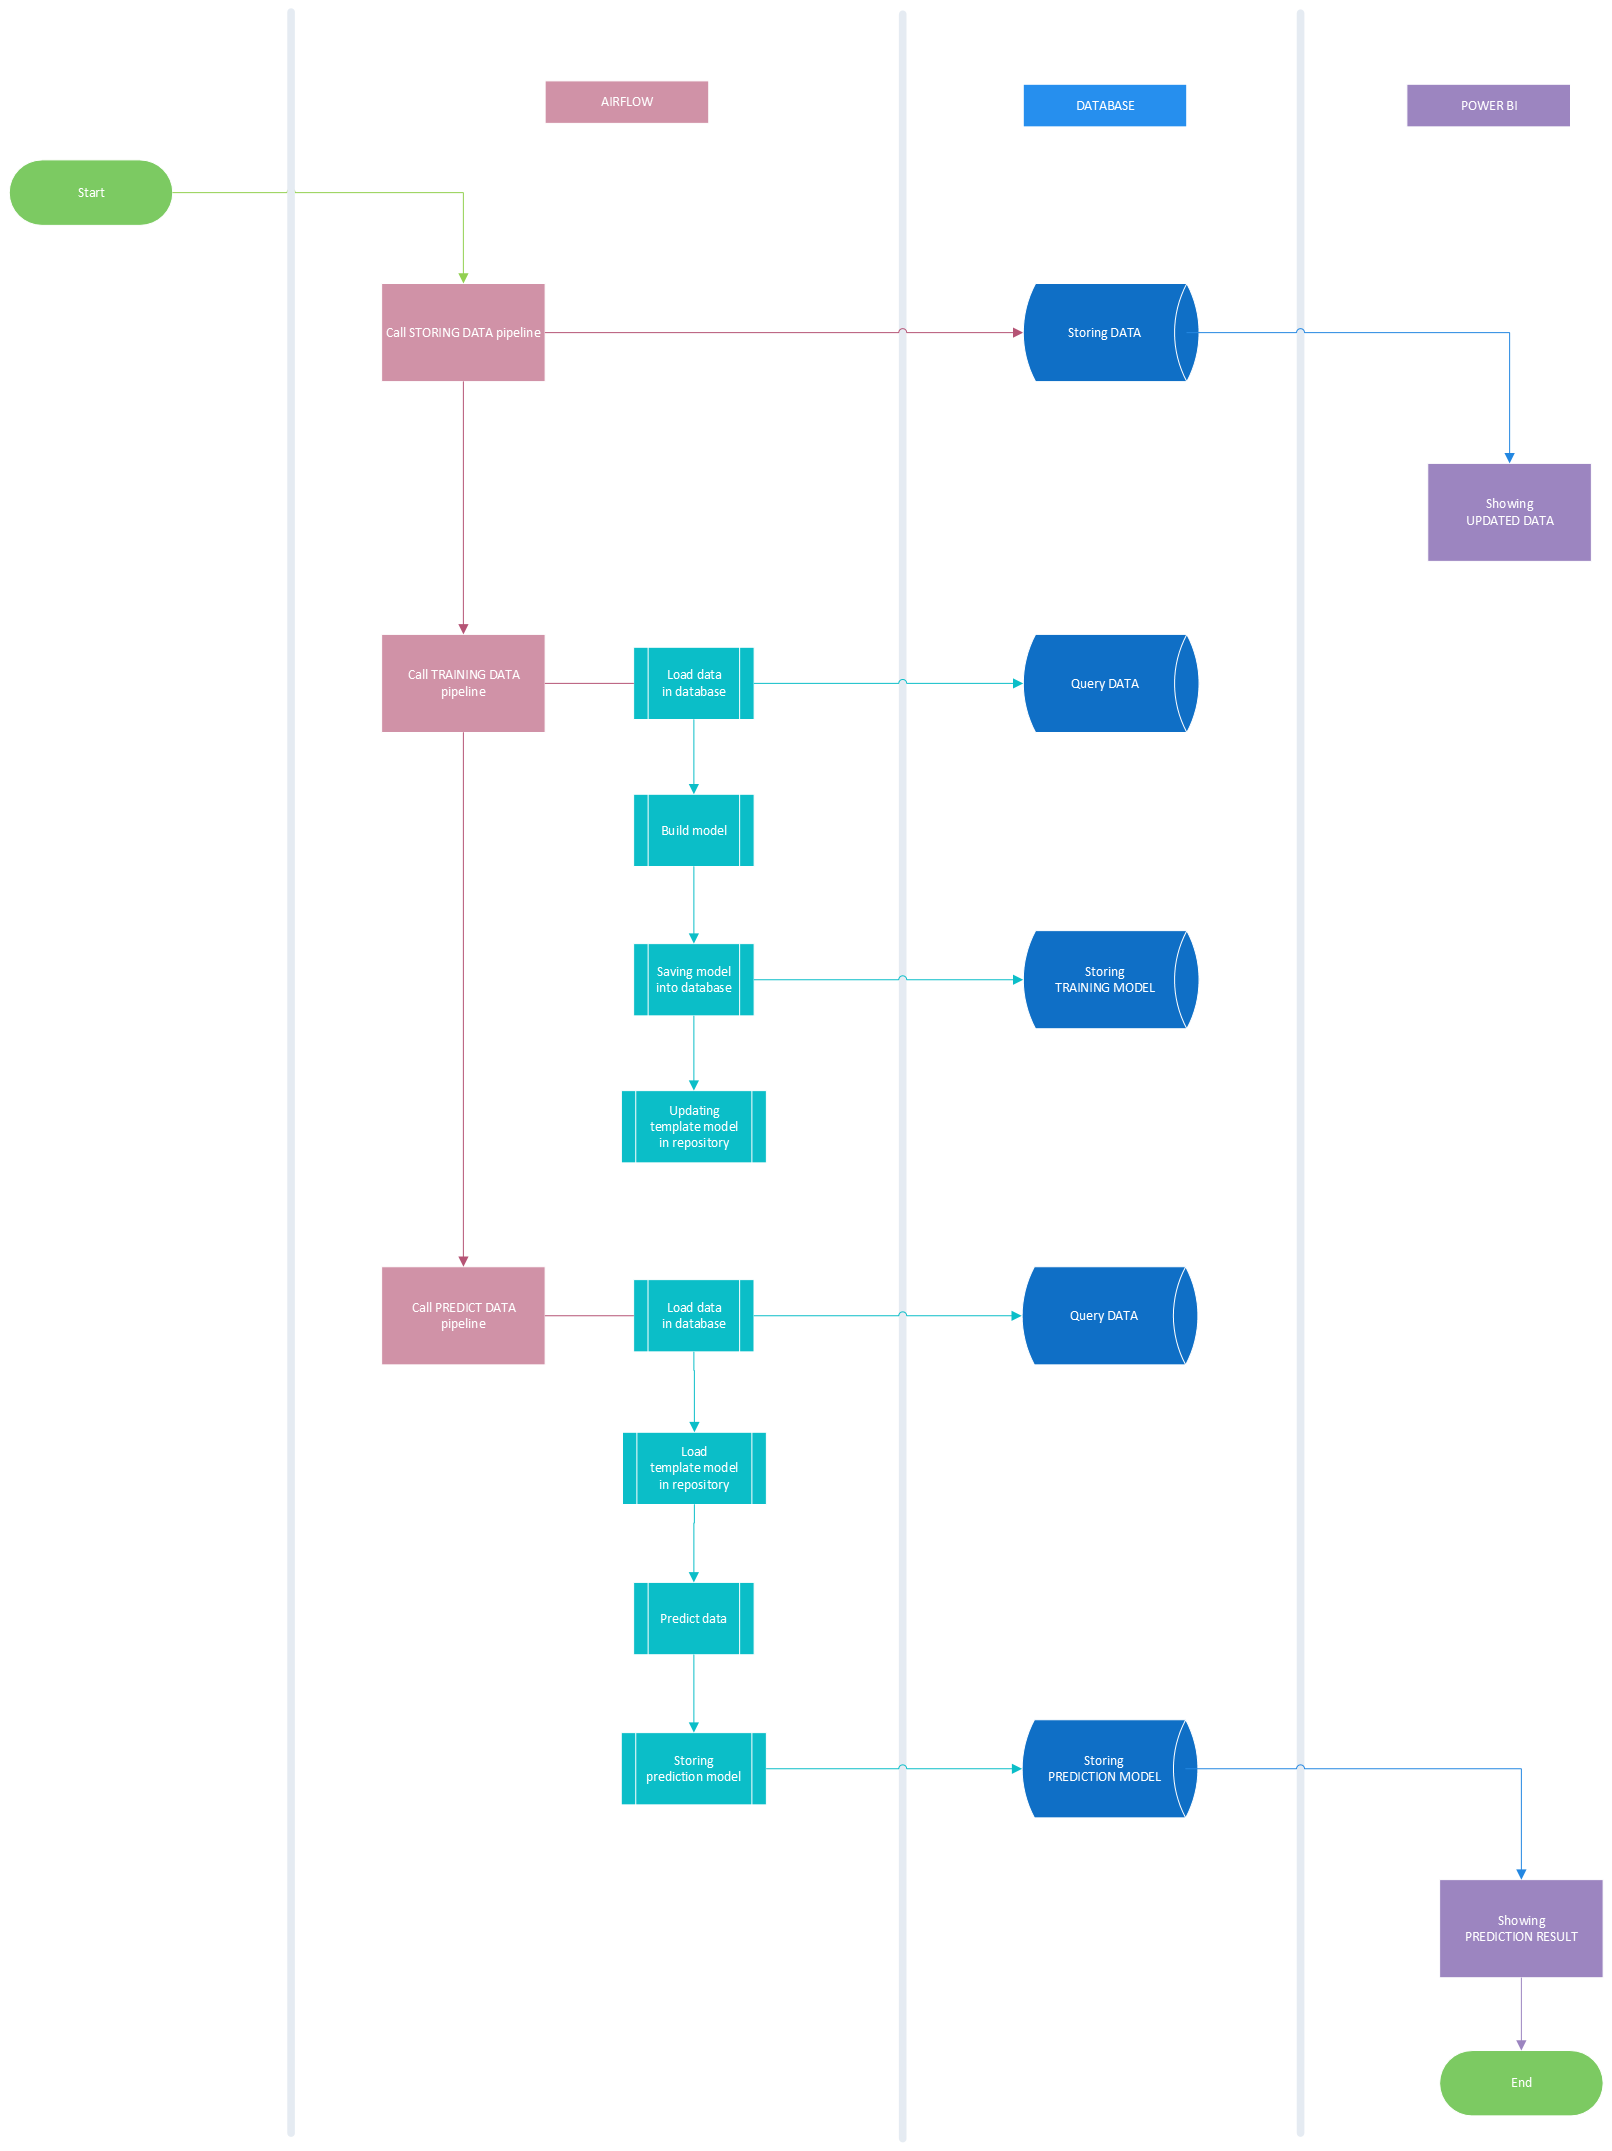 AIRFLOW
DATABASE
POWER BI
Start
Call STORING DATA pipeline
Storing DATA
Showing
UPDATED DATA
Call TRAINING DATA
pipeline
Load data
in database
Query DATA
Build model
Saving model
into database
Storing
TRAINING MODEL
Updating
template model
in repository
Call PREDICT DATA
pipeline
Load data
in database
Query DATA
Load
template model
in repository
Predict data
Storing
prediction model
Storing
PREDICTION MODEL
Showing
PREDICTION RESULT
End